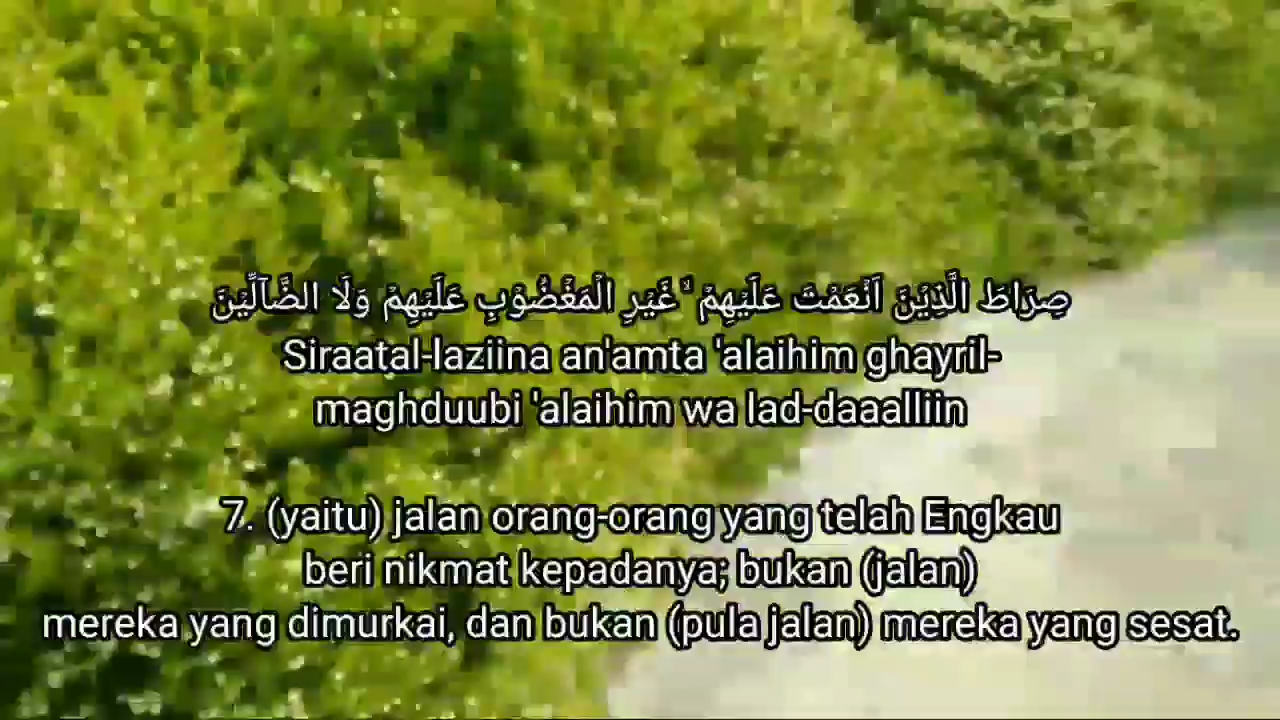 صِرَاطَ الَّذِيْنَ اَنْعَمْتَ عَلَيْهِمْ ۙ غَيْرِ الْمَغْضُوْبِ عَلَيْهِمْ وَلَا الضَّاۤلِّيْنَ
Siraatal-laziina an'amta 'alaihim ghayril-
maghduubi 'alaihim wa lad-daaalliin
7. (yaitu) jalan orang-orang yang telah Engkau
beri nikmat kepadanya; bukan (jalan)
mereka yang dimurkai, dan bukan (pula jalan) mereka yang sesat.